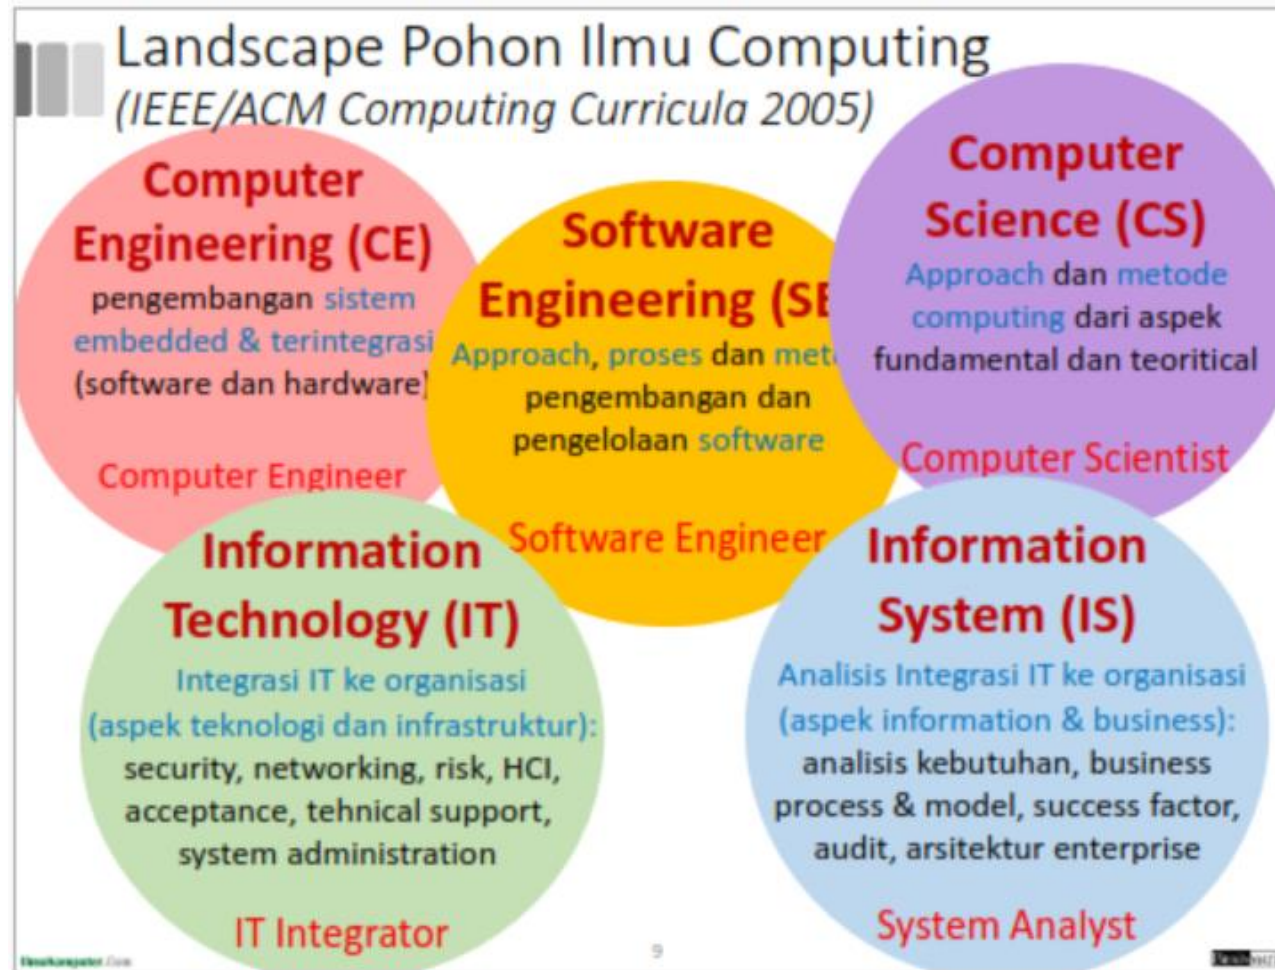 Landscape Pohon Ilmu Computing
(IEEE/ACM Computing Curricula 2005)
Computer
Engineering (CE)
pengembangan sistem
embedded & terintegrasi
(software dan hardware)
Computer Engineer
Software
Engineering (SE
Approach, proses dan met
pengembangan dan
pengelolaan software
Software Engineer
Computer
Science (CS)
Approach dan metode
computing dari aspek
fundamental dan teoritical
Computer Scientist
Information
Technology (IT)
Integrasi IT ke organisasi
(aspek teknologi dan infrastruktur):
security, networking, risk, HCI,
acceptance, tehnical support,
system administration
IT Integrator
Information
System (IS)
Analisis Integrasi IT ke organisasi
(aspek information & business):
analisis kebutuhan, business
process & model, success factor,
audit, arsitektur enterprise
System Analyst
IlmuKomputer.Com
9